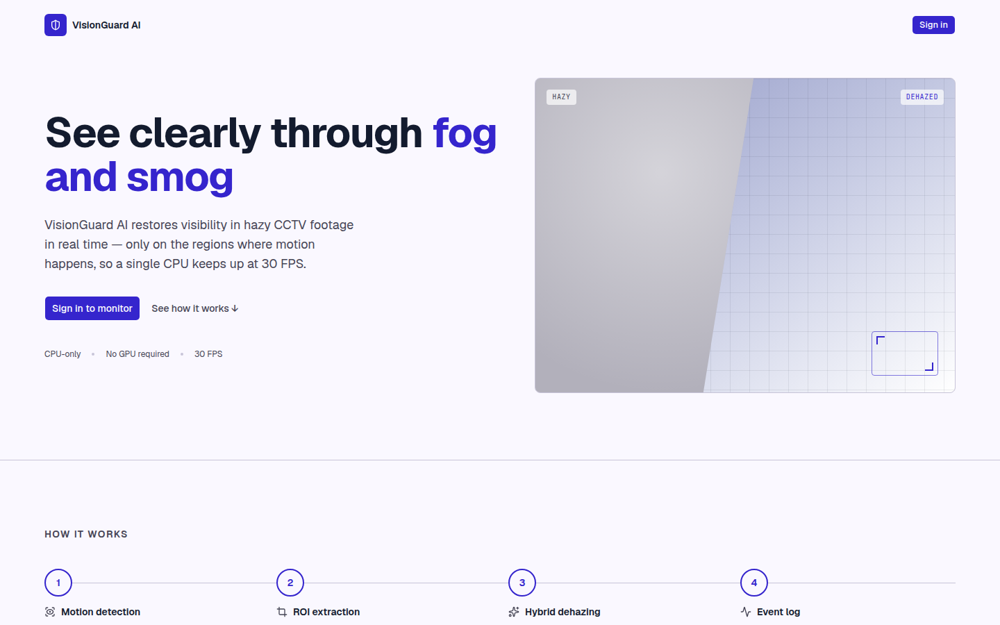 VisionGuard AI
Sign in
See clearly through fog
and smog
VisionGuard AI restores visibility in hazy CCTV footage
in real time — only on the regions where motion
happens, so a single CPU keeps up at 30 FPS.
Sign in to monitor
See how it works ↓
CPU-only • No GPU required • 30 FPS
HAZY
DEHAZED
HOW IT WORKS
1
Motion detection
2
ROI extraction
3
Hybrid dehazing
4
Event log